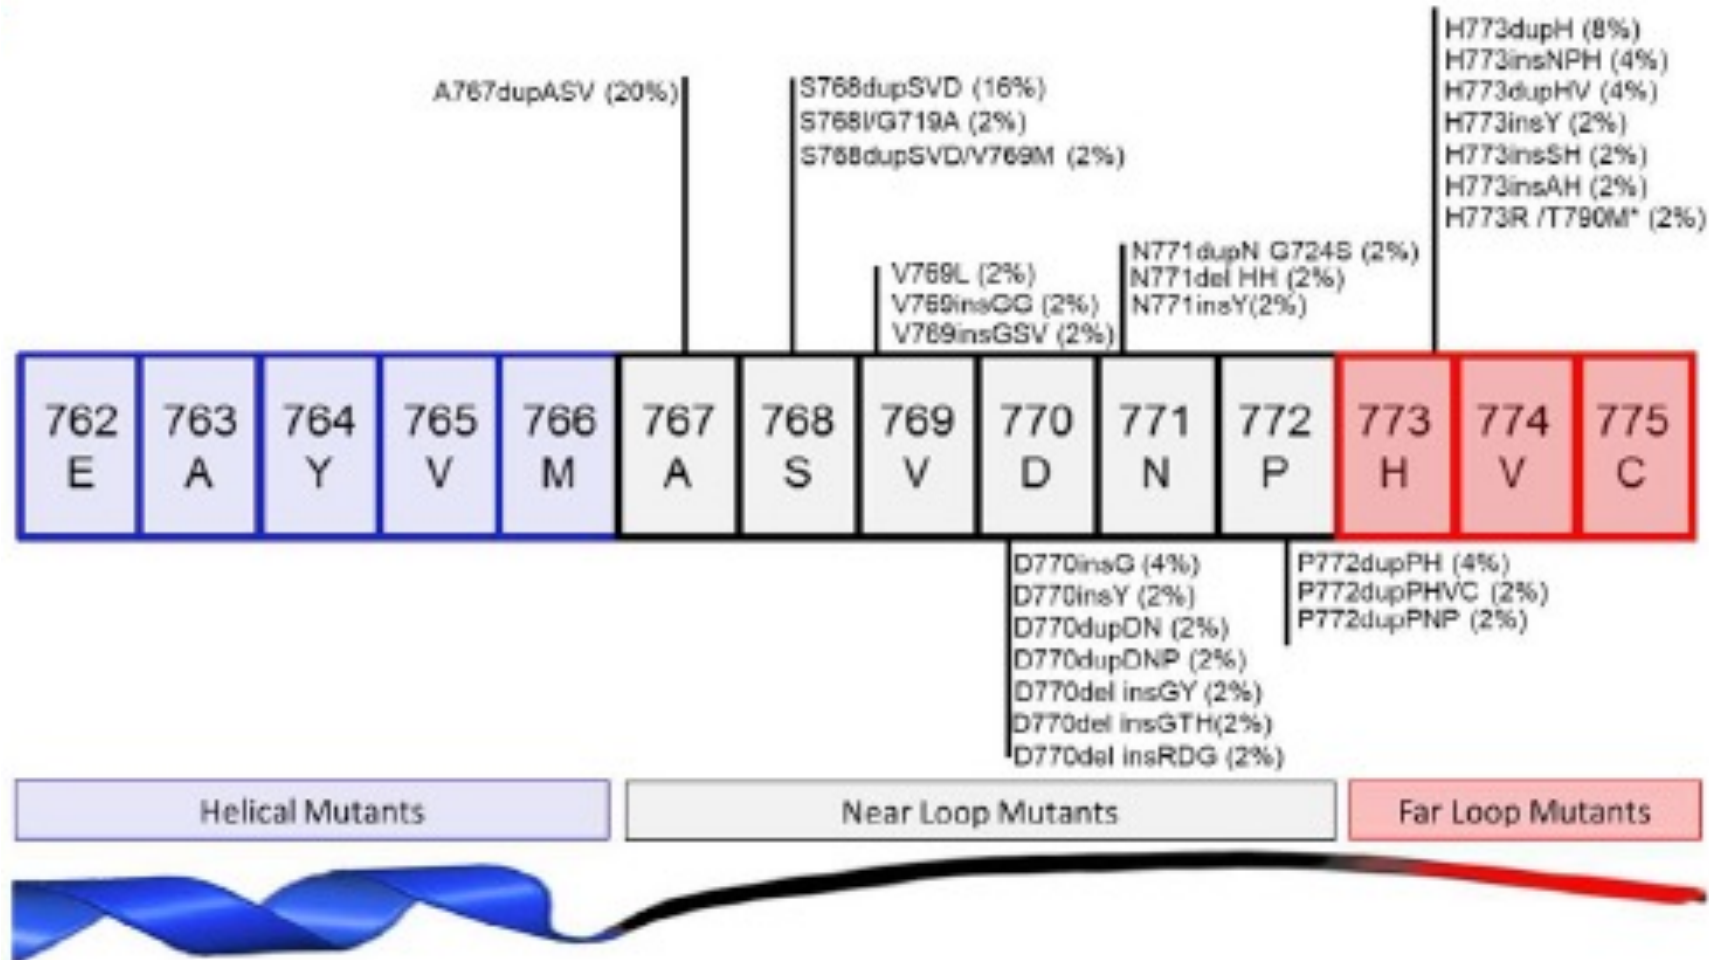 A767dupASV (20%)
S768dupSVD (16%)
S768I/G719A (2%)
S768dupSVD/V769M (2%)
V769L (2%)
V769insGG (2%)
V769insGSV (2%)
N771dupN G724S (2%)
N771del HH (2%)
N771insY(2%)
H773dupH (8%)
H773insNPH (4%)
H773dupHV (4%)
H773insY (2%)
H773insSH (2%)
H773insAH (2%)
H773R /T790M* (2%)
762 763 764 765 766 767 768 769 770 771 772 773 774 775
E A Y V M A S V D N P H V C
D770insG (4%)
D770insY (2%)
D770dupDN (2%)
D770dupDNP (2%)
D770del insGY (2%)
D770del insGTH(2%)
D770del insRDG (2%)
P772dupPH (4%)
P772dupPHVC (2%)
P772dupPNP (2%)
Helical Mutants
Near Loop Mutants
Far Loop Mutants